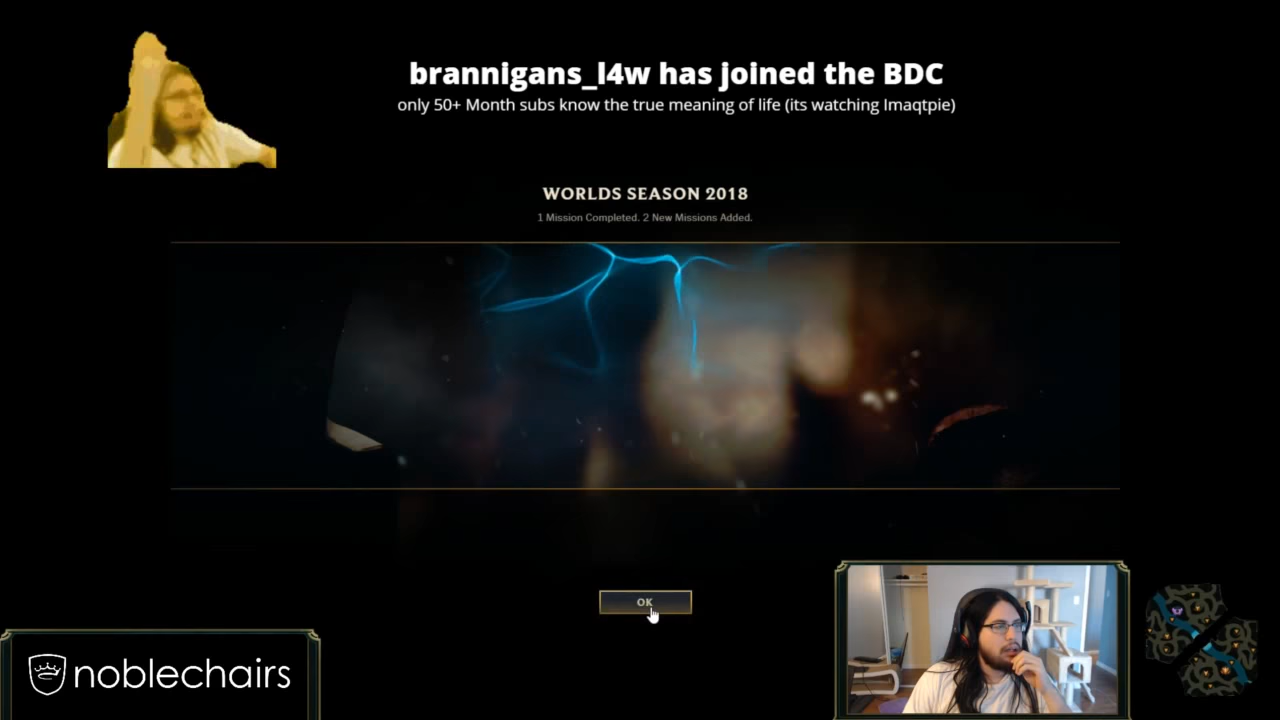 brannigans_l4w has joined the BDC
only 50+ Month subs know the true meaning of life (its watching Imaqtpie)
WORLDS SEASON 2018
1 Mission Completed. 2 New Missions Added.
OK
noblechairs